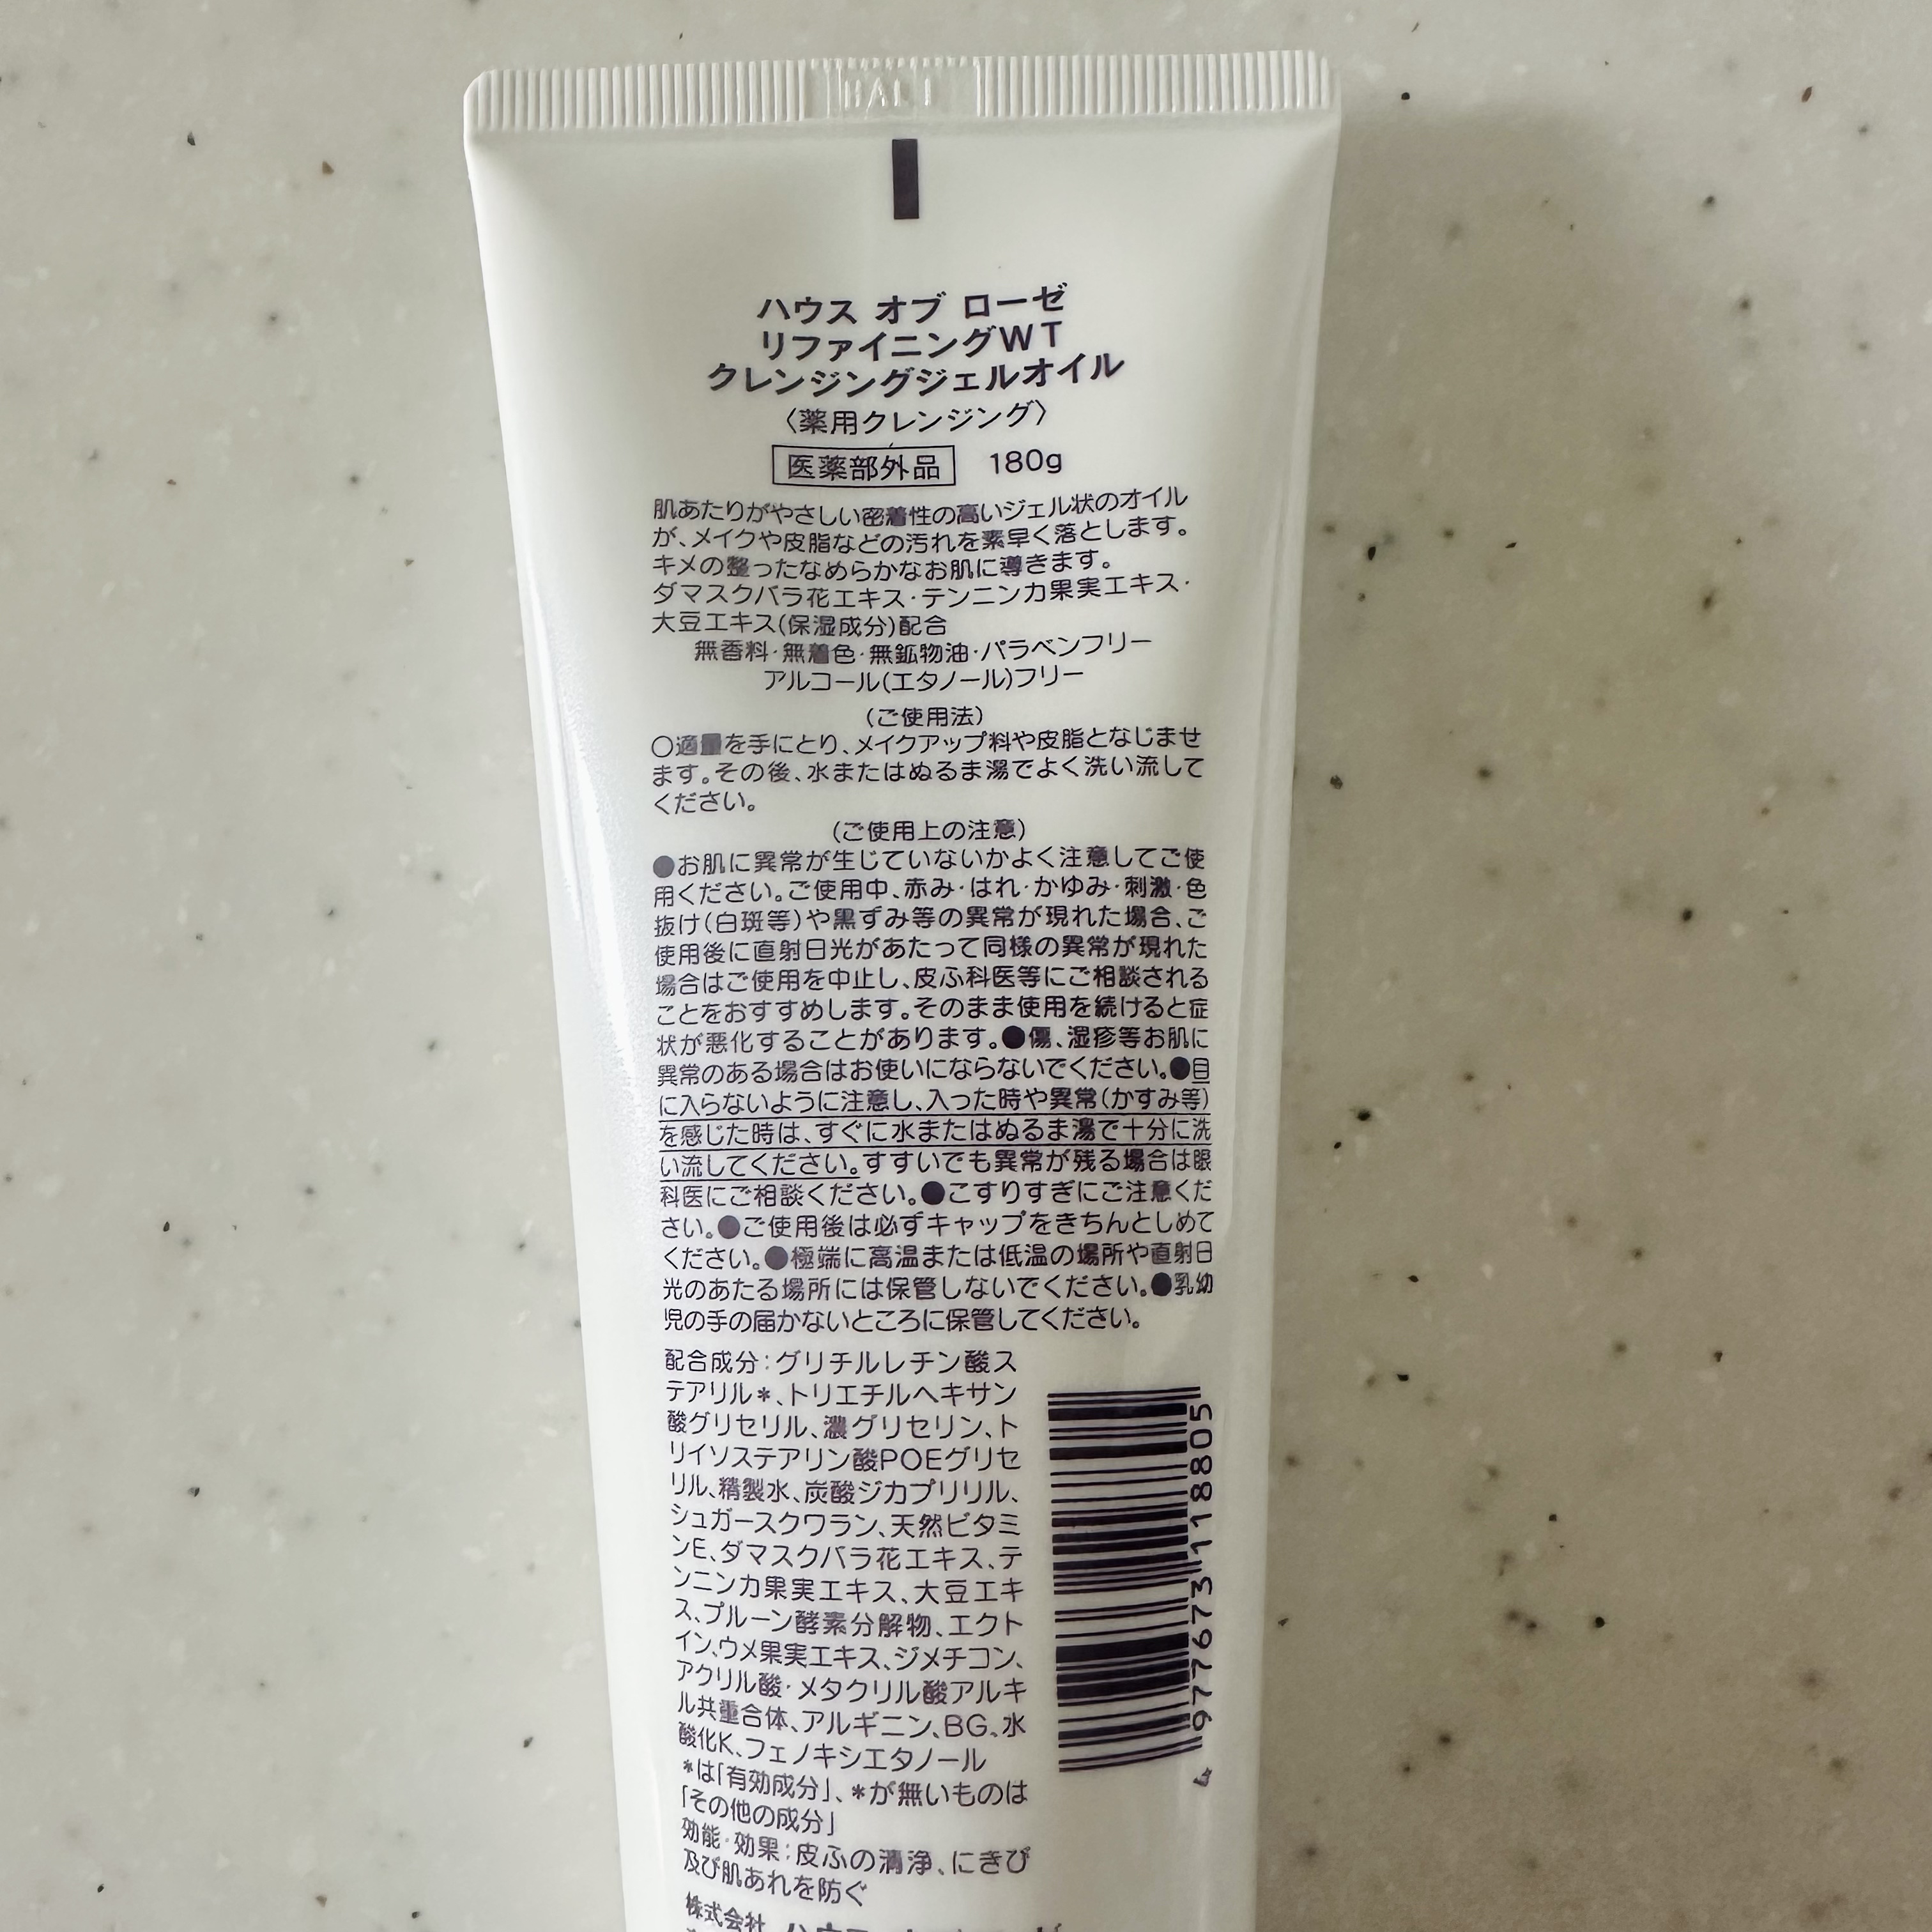 ハウス オブ ローゼ
リファイニングWT
クレンジングジェルオイル
〈薬用クレンジング〉
医薬部外品 180g
肌あたりがやさしい密着性の高いジェル状のオイル
が、メイクや皮脂などの汚れを素早く落とします。
キメの整ったなめらかなお肌に導きます。
ダマスクバラ花エキス・テンニンカ果実エキス・
大豆エキス(保湿成分)配合
無香料・無着色・無鉱物油・パラベンフリー
アルコール(エタノール)フリー
(ご使用法)
○適量を手にとり、メイクアップ料や皮脂となじませ
ます。その後、水またはぬるま湯でよく洗い流して
ください。
(ご使用上の注意)
●お肌に異常が生じていないかよく注意してご使
用ください。ご使用中、赤み・はれ・かゆみ・刺激・色
抜け(白斑等)や黒ずみ等の異常が現れた場合、ご
使用後に直射日光があたって同様の異常が現れた
場合はご使用を中止し、皮ふ科医等にご相談される
ことをおすすめします。そのまま使用を続けると症
状が悪化することがあります。●傷、湿疹等お肌に
異常のある場合はお使いにならないでください。●目
に入らないように注意し、入った時や異常(かすみ等)
を感じた時は、すぐに水またはぬるま湯で十分に洗
い流してください。すすいでも異常が残る場合は眼
科医にご相談ください。●こすりすぎにご注意くだ
さい。●ご使用後は必ずキャップをきちんとしめて
ください。●極端に高温または低温の場所や直射日
光のあたる場所には保管しないでください。●乳幼
児の手の届かないところに保管してください。
配合成分：グリチルレチン酸ス
テアリル＊、トリエチルヘキサン
酸グリセリル、濃グリセリン、ト
リイソステアリン酸POEグリセ
リル、精製水、炭酸ジカプリリル、
シュガースクワラン、天然ビタミ
ンE、ダマスクバラ花エキス、テ
ンニンカ果実エキス、大豆エキ
ス、プルーン酵素分解物、エクト
イン、ウメ果実エキス、ジメチコン、
アクリル酸・メタクリル酸アルキ
ル共重合体、アルギニン、BG、水
酸化K、フェノキシエタノール
＊は「有効成分」、＊が無いものは
「その他の成分」
効能・効果：皮ふの清浄、にきび
及び肌あれを防ぐ
株式会社
4 977673 118805